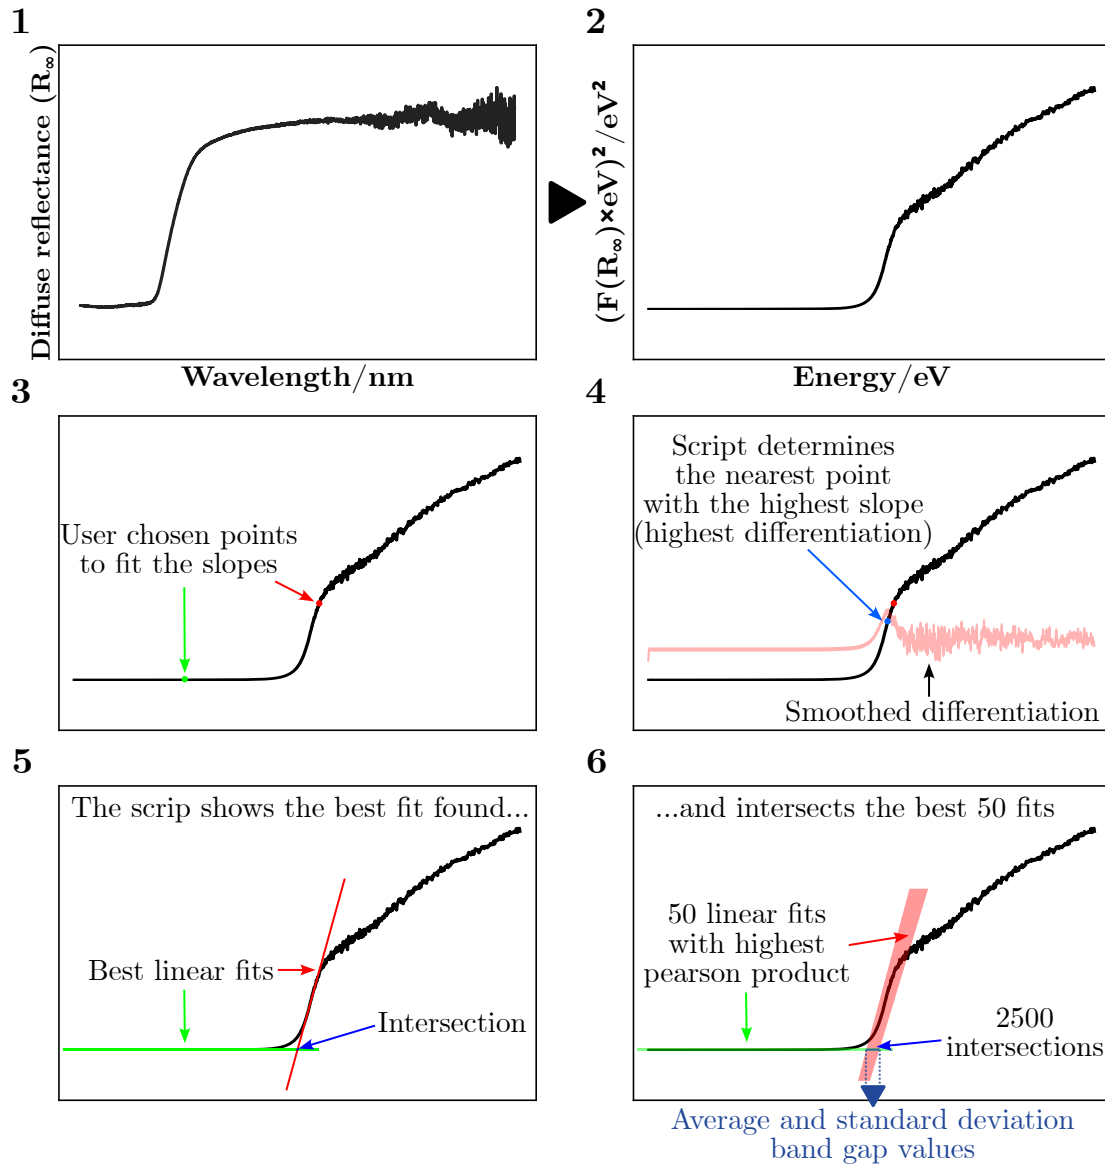 1
Diffuse reflectance (R∞)
Wavelength/nm
2
(F(R∞)×eV)²/eV²
Energy/eV
3
User chosen points
to fit the slopes
4
Script determines
the nearest point
with the highest slope
(highest differentiation)
Smoothed differentiation
5
The scrip shows the best fit found...
Best linear fits
Intersection
6
...and intersects the best 50 fits
50 linear fits
with highest
pearson product
2500
intersections
Average and standard deviation
band gap values